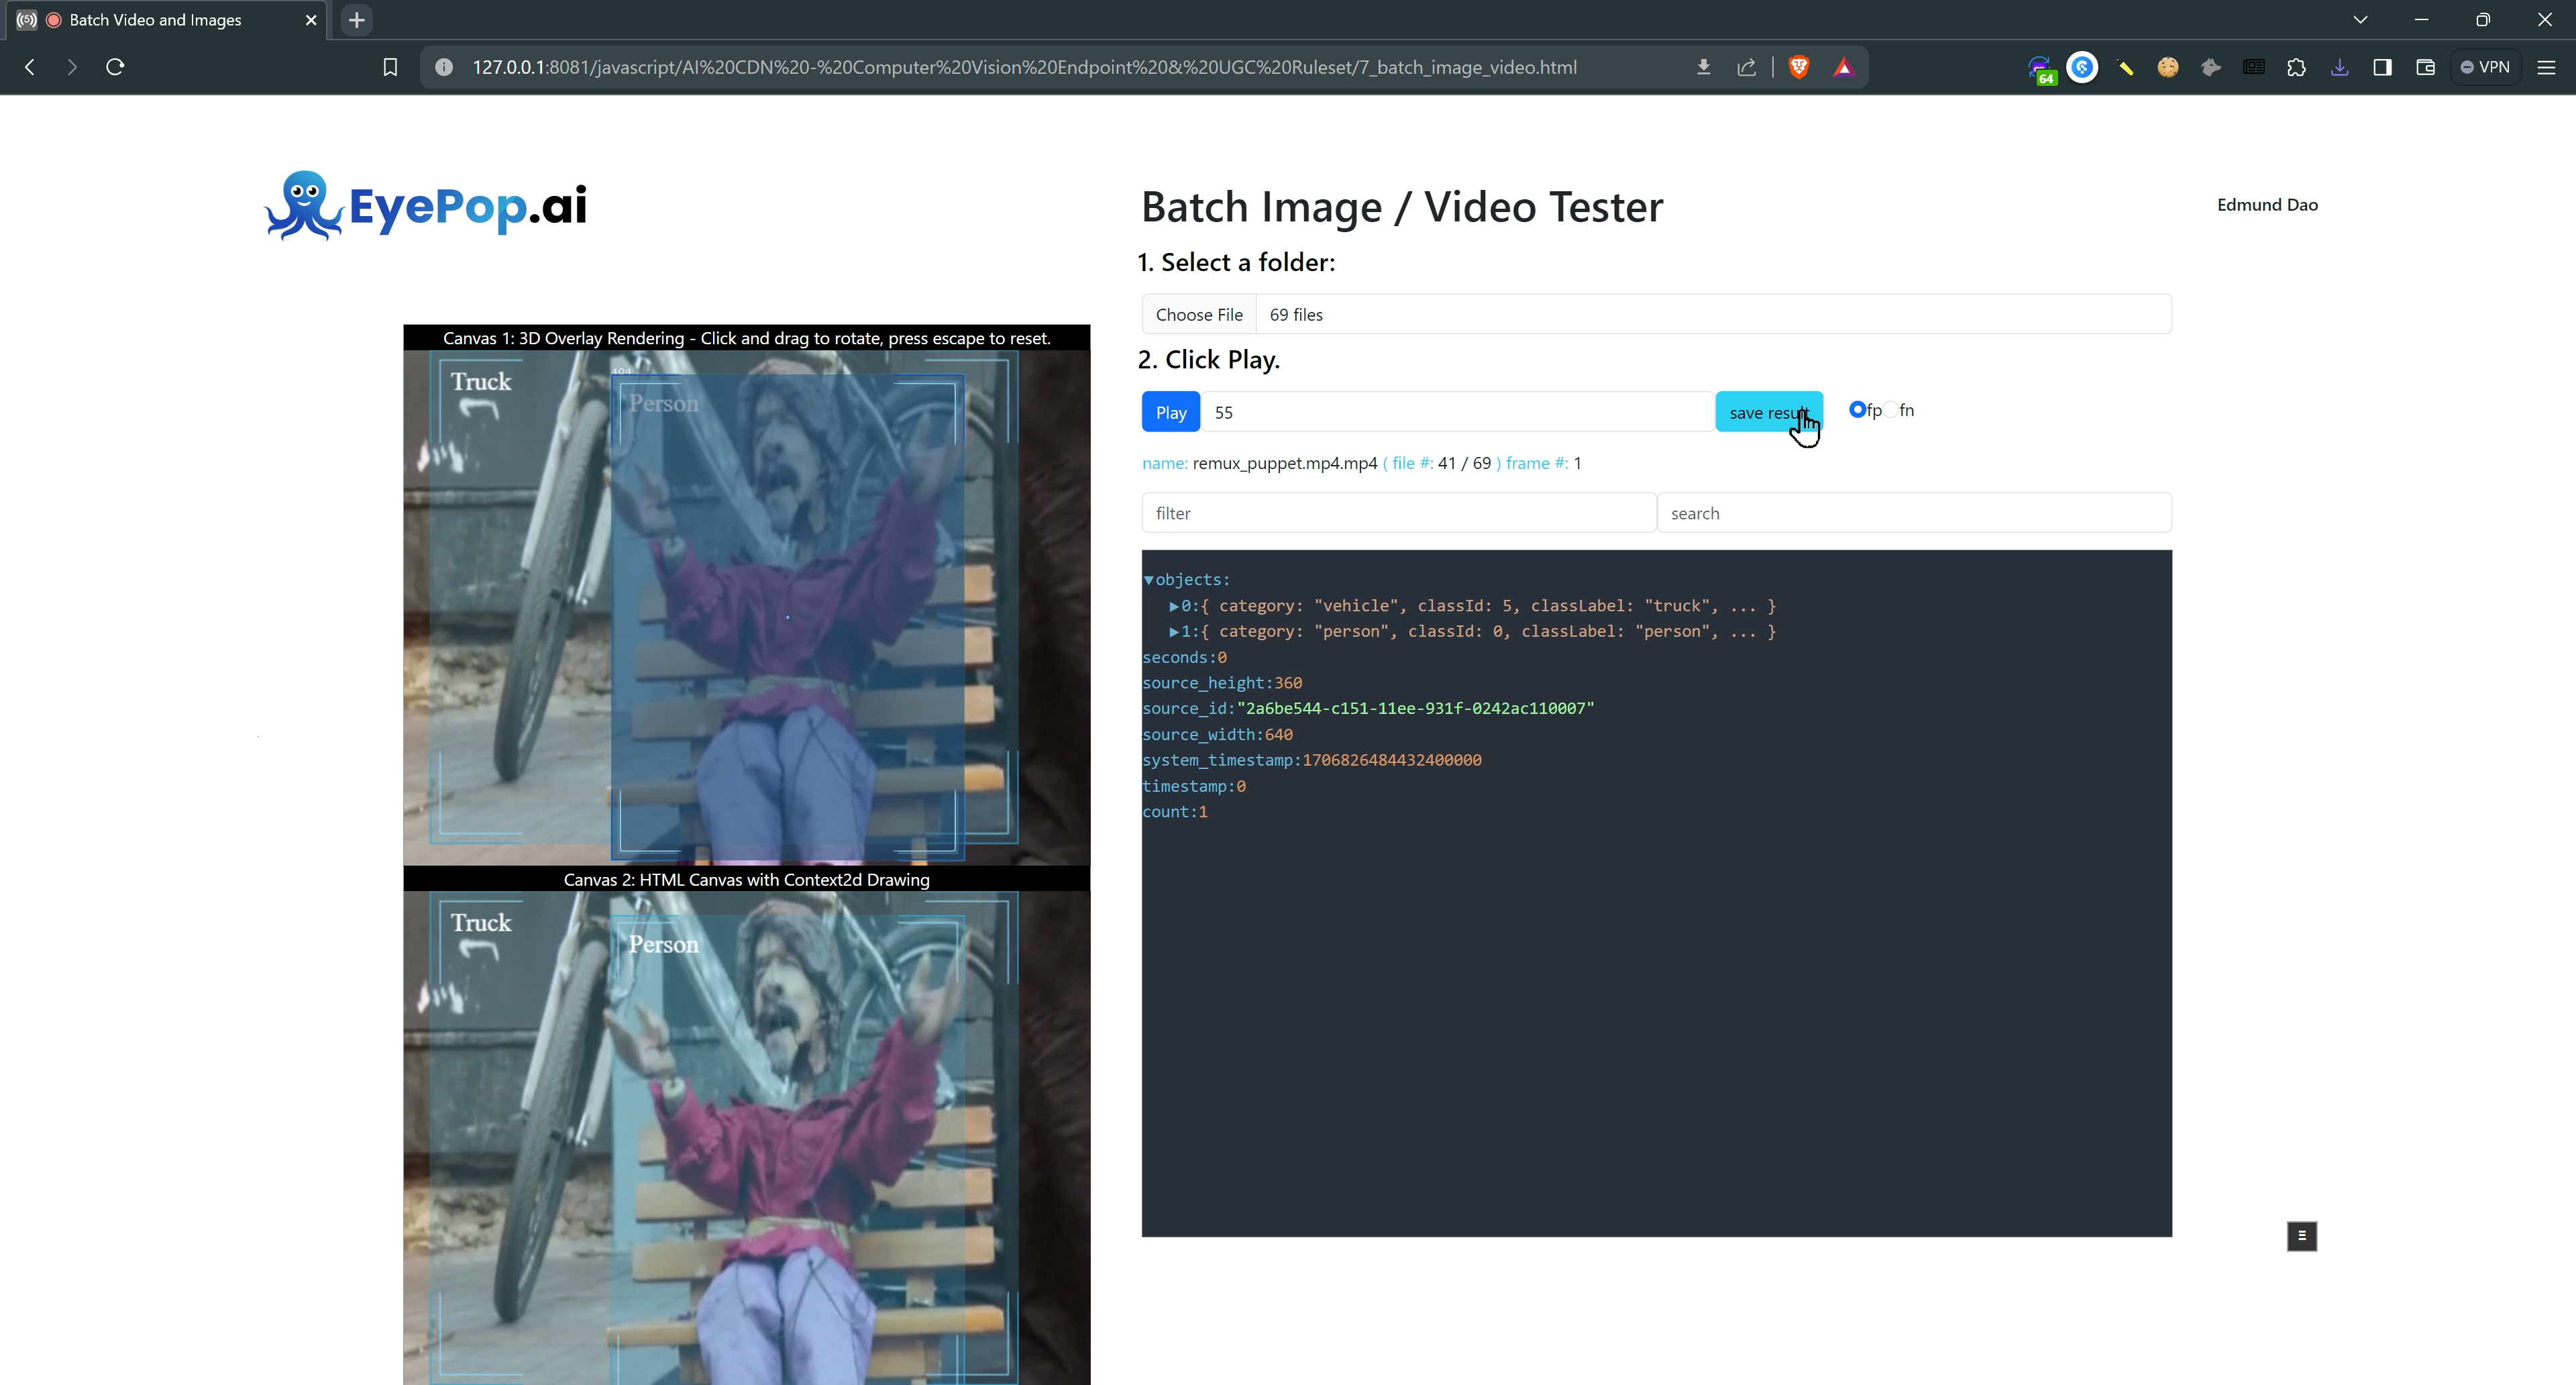 Batch Video and Images
127.0.0.1:8081/javascript/AI%20CDN%20-%20Computer%20Vision%20Endpoint%20&%20UGC%20Ruleset/7_batch_image_video.html
64
VPN
EyePop.ai
Batch Image / Video Tester
Edmund Dao
1. Select a folder:
Choose File 69 files
2. Click Play.
Play 55 save result fp fn
name: remux_puppet.mp4.mp4 ( file #: 41 / 69 ) frame #: 1
filter search
▼objects:
▶0:{ category: "vehicle", classId: 5, classLabel: "truck", ... }
▶1:{ category: "person", classId: 0, classLabel: "person", ... }
seconds:0
source_height:360
source_id:"2a6be544-c151-11ee-931f-0242ac110007"
source_width:640
system_timestamp:1706826484432400000
timestamp:0
count:1
Canvas 1: 3D Overlay Rendering - Click and drag to rotate, press escape to reset.
404
Truck
Person
Canvas 2: HTML Canvas with Context2d Drawing
Truck
Person